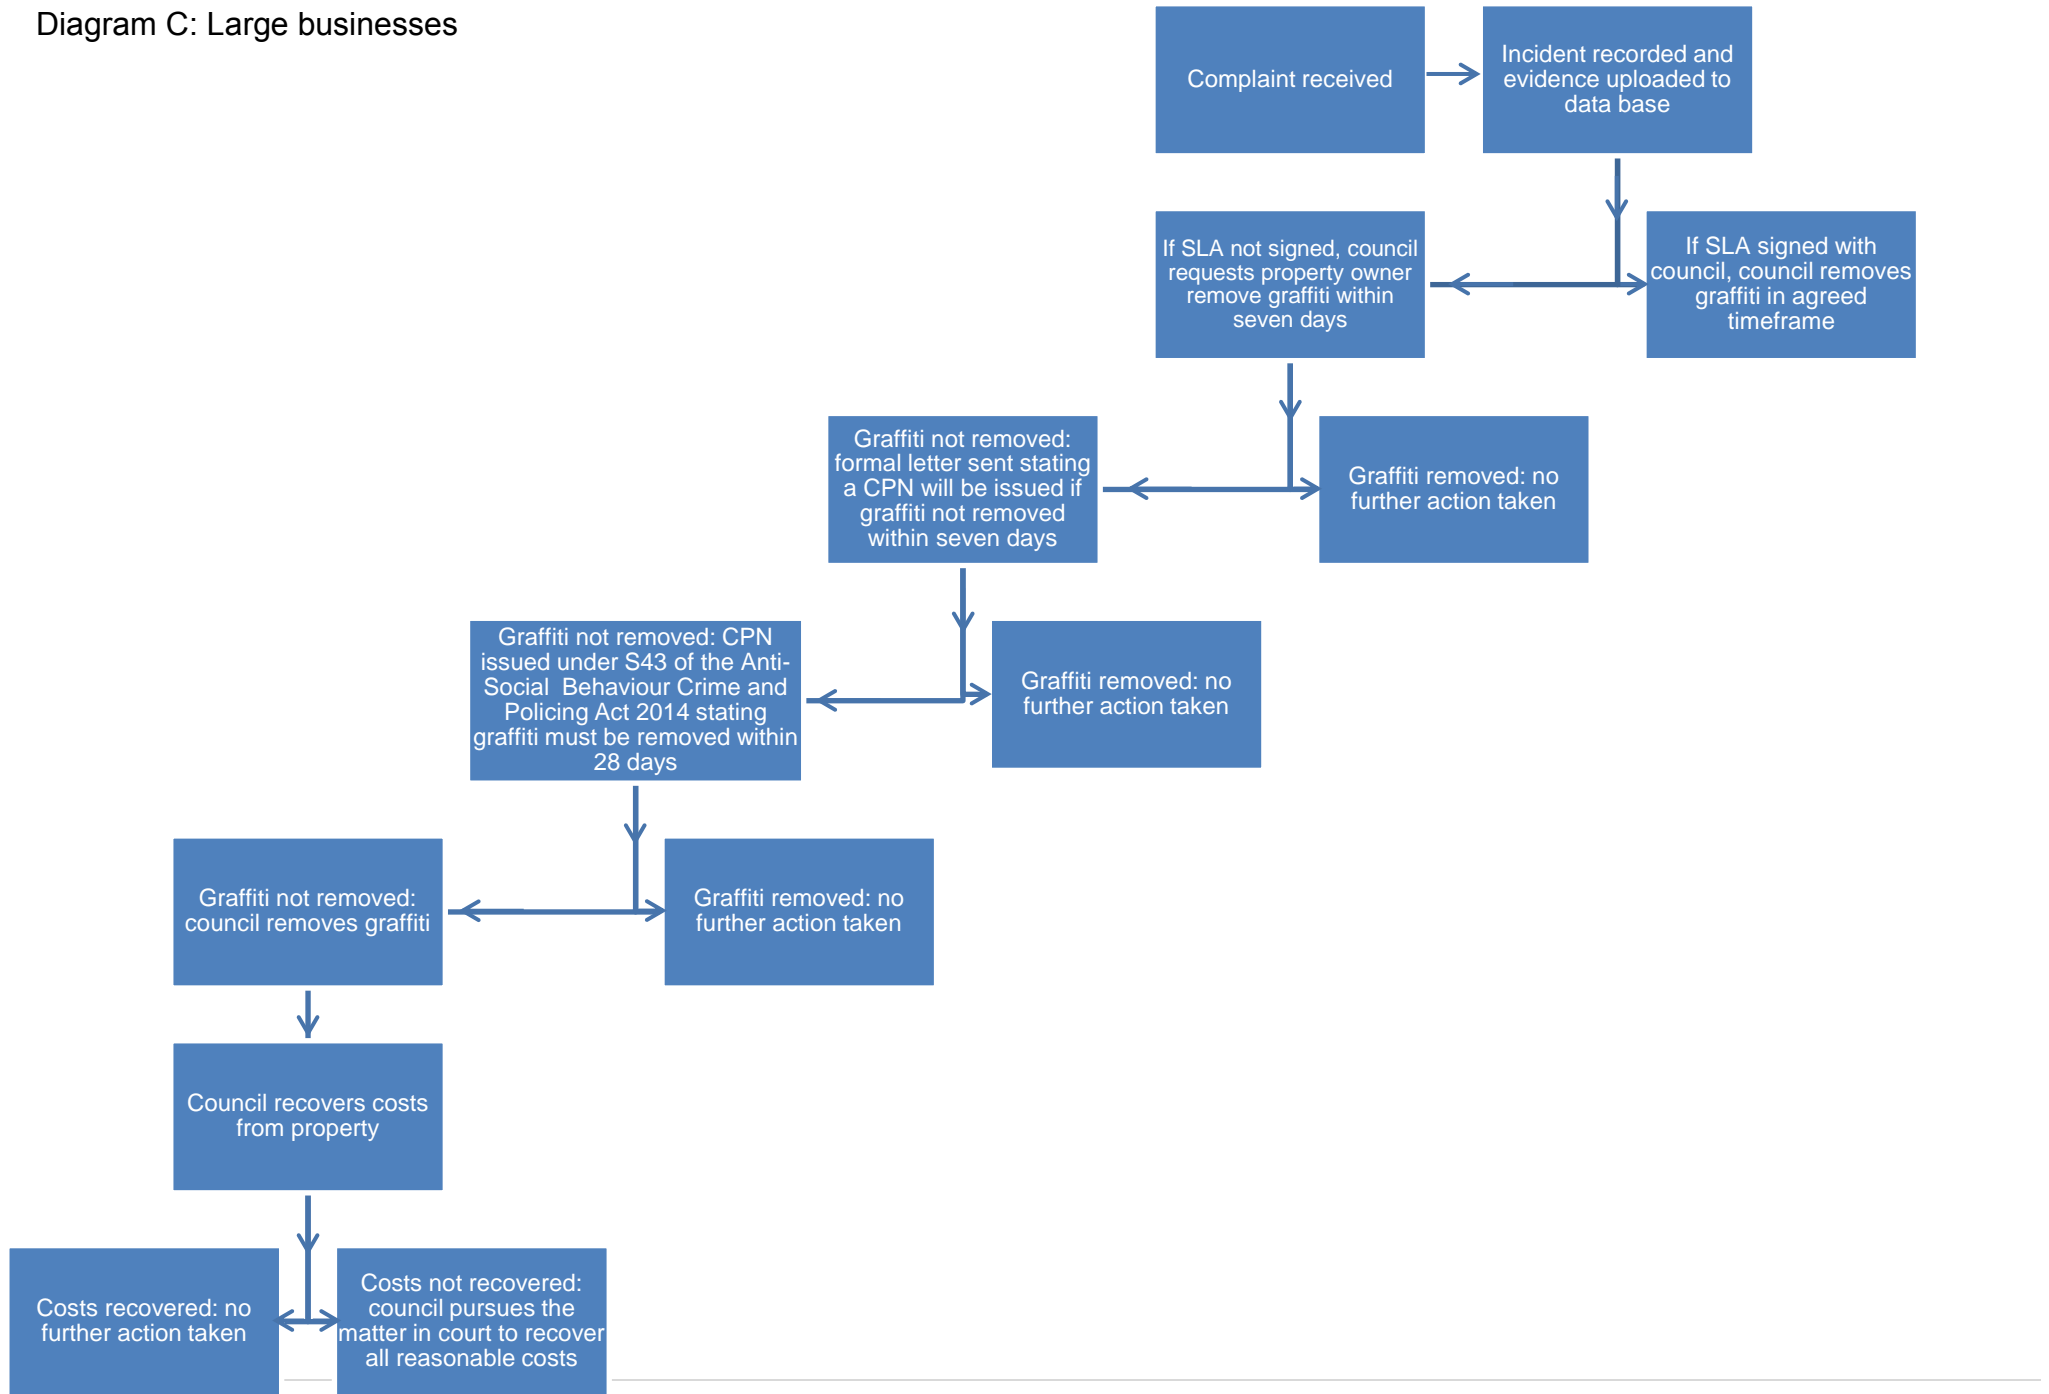 Diagram C: Large businesses
Complaint received
Incident recorded and
evidence uploaded to
data base
If SLA not signed, council
requests property owner
remove graffiti within
seven days
If SLA signed with
council, council removes
graffiti in agreed
timeframe
Graffiti not removed:
formal letter sent stating
a CPN will be issued if
graffiti not removed
within seven days
Graffiti removed: no
further action taken
Graffiti not removed: CPN
issued under S43 of the Anti-
Social  Behaviour Crime and
Policing Act 2014 stating
graffiti must be removed within
28 days
Graffiti removed: no
further action taken
Graffiti not removed:
council removes graffiti
Graffiti removed: no
further action taken
Council recovers costs
from property
Costs recovered: no
further action taken
Costs not recovered:
council pursues the
matter in court to recover
all reasonable costs